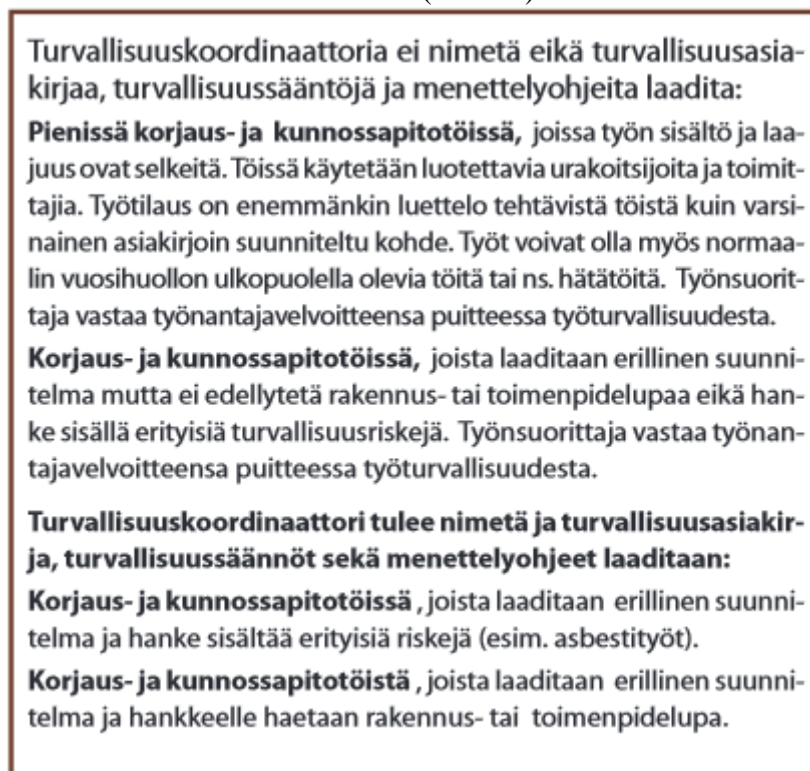 Turvallisuuskoordinaattoria ei nimetä eikä turvallisuusasia-
kirjaa, turvallisuussääntöjä ja menettelyohjeita laadita:
Pienissä korjaus- ja kunnossapitotöissä, joissa työn sisältö ja laa-
juus ovat selkeitä. Töissä käytetään luotettavia urakoitsijoita ja toimit-
tajia. Työtilaus on enemmänkin luettelo tehtävistä töistä kuin varsi-
nainen asiakirjoin suunniteltu kohde. Työt voivat olla myös normaa-
lin vuosihuollon ulkopuolella olevia töitä tai ns. hätätöitä. Työnsuorit-
taja vastaa työnantajavelvoitteensa puitteessa työturvallisuudesta.
Korjaus- ja kunnossapitotöissä, joista laaditaan erillinen suunni-
telma mutta ei edellytetä rakennus- tai toimenpidelupaa eikä han-
ke sisällä erityisiä turvallisuusriskejä. Työnsuorittaja vastaa työnan-
tajavelvoitteensa puitteessa työturvallisuudesta.
Turvallisuuskoordinaattori tulee nimetä ja turvallisuusasiakir-
ja, turvallisuussäännöt sekä menettelyohjeet laaditaan:
Korjaus- ja kunnossapitotöissä , joista laaditaan erillinen suunni-
telma ja hanke sisältää erityisiä riskejä (esim. asbestityöt).
Korjaus- ja kunnossapitotöistä , joista laaditaan erillinen suunni-
telma ja hankkeelle haetaan rakennus- tai toimenpidelupa.